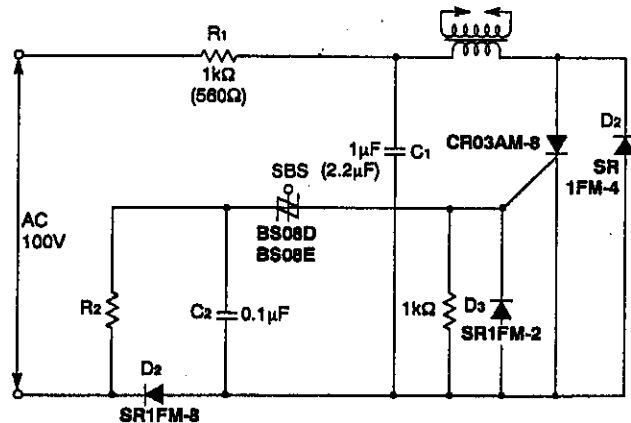 R1
1kΩ
(560Ω)
1µF
C1
(2.2µF)
CR03AM-8
D2
SR
1FM-4
SBS
BS08D
BS08E
AC
100V
R2
C2
0.1µF
1kΩ
D3
SR1FM-2
D2
SR1FM-8